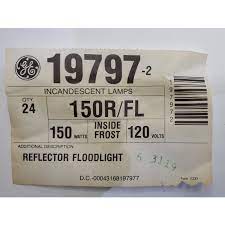 GE
19797-2
INCANDESCENT LAMPS
QTY
24
150R/FL
197972
150 WATTS INSIDE FROST 120 VOLTS
ADDITIONAL DESCRIPTION
REFLECTOR FLOODLIGHT
D.C.-00043168197977